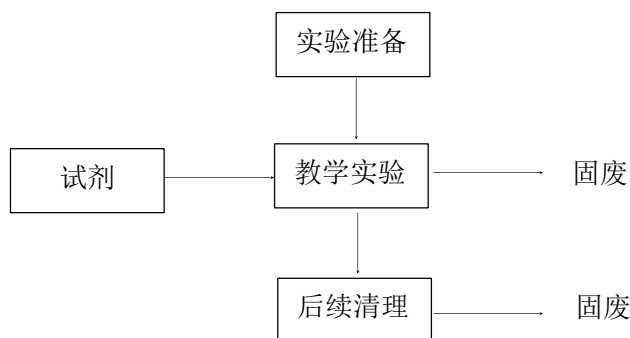 实验准备
试剂
教学实验
固废
后续清理
固废